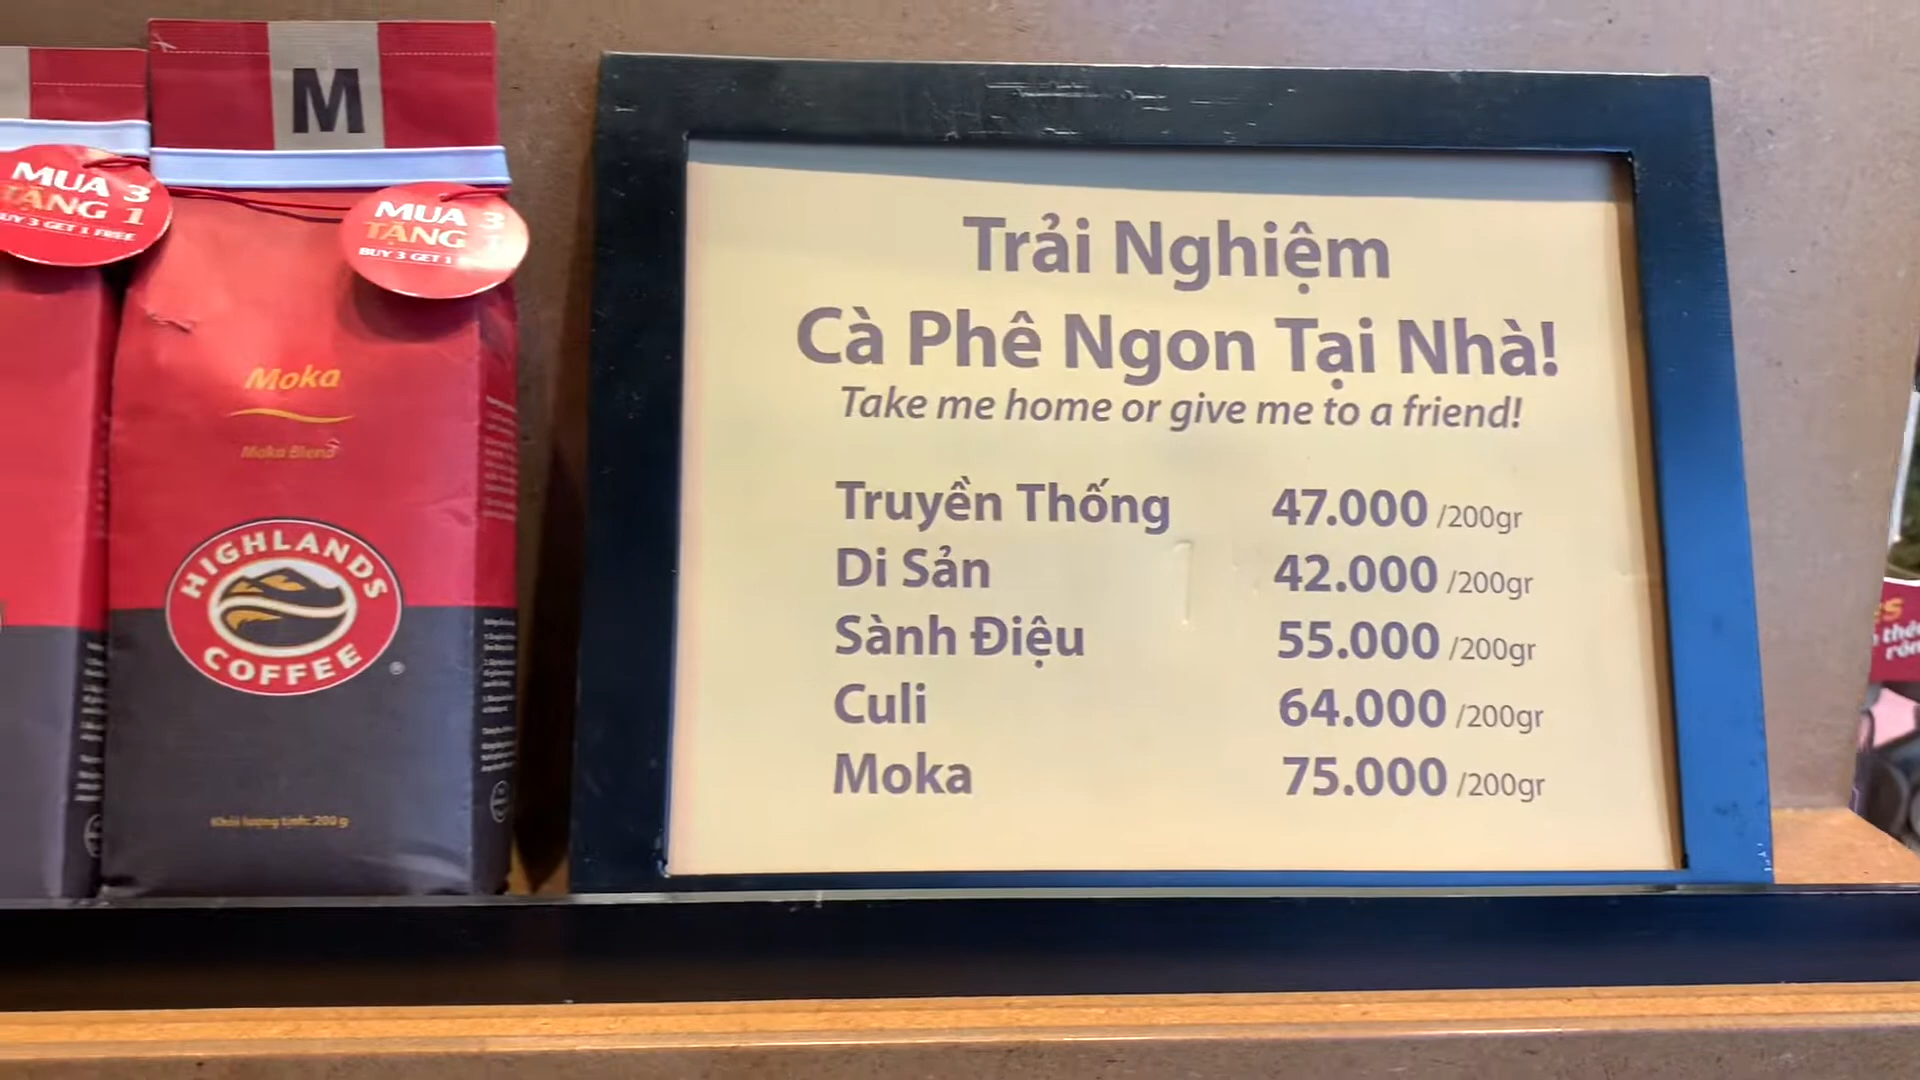 M
MUA 3
TẶNG 1
BUY 3 GET 1 FREE
MUA 3
TẶNG
BUY 3 GET 1
Moka
Moka Blend
HIGHLANDS
COFFEE
®
Khối lượng tịnh: 200 g
Trải Nghiệm
Cà Phê Ngon Tại Nhà!
Take me home or give me to a friend!
Truyền Thống 47.000 /200gr
Di Sản 42.000 /200gr
Sành Điệu 55.000 /200gr
Culi 64.000 /200gr
Moka 75.000 /200gr